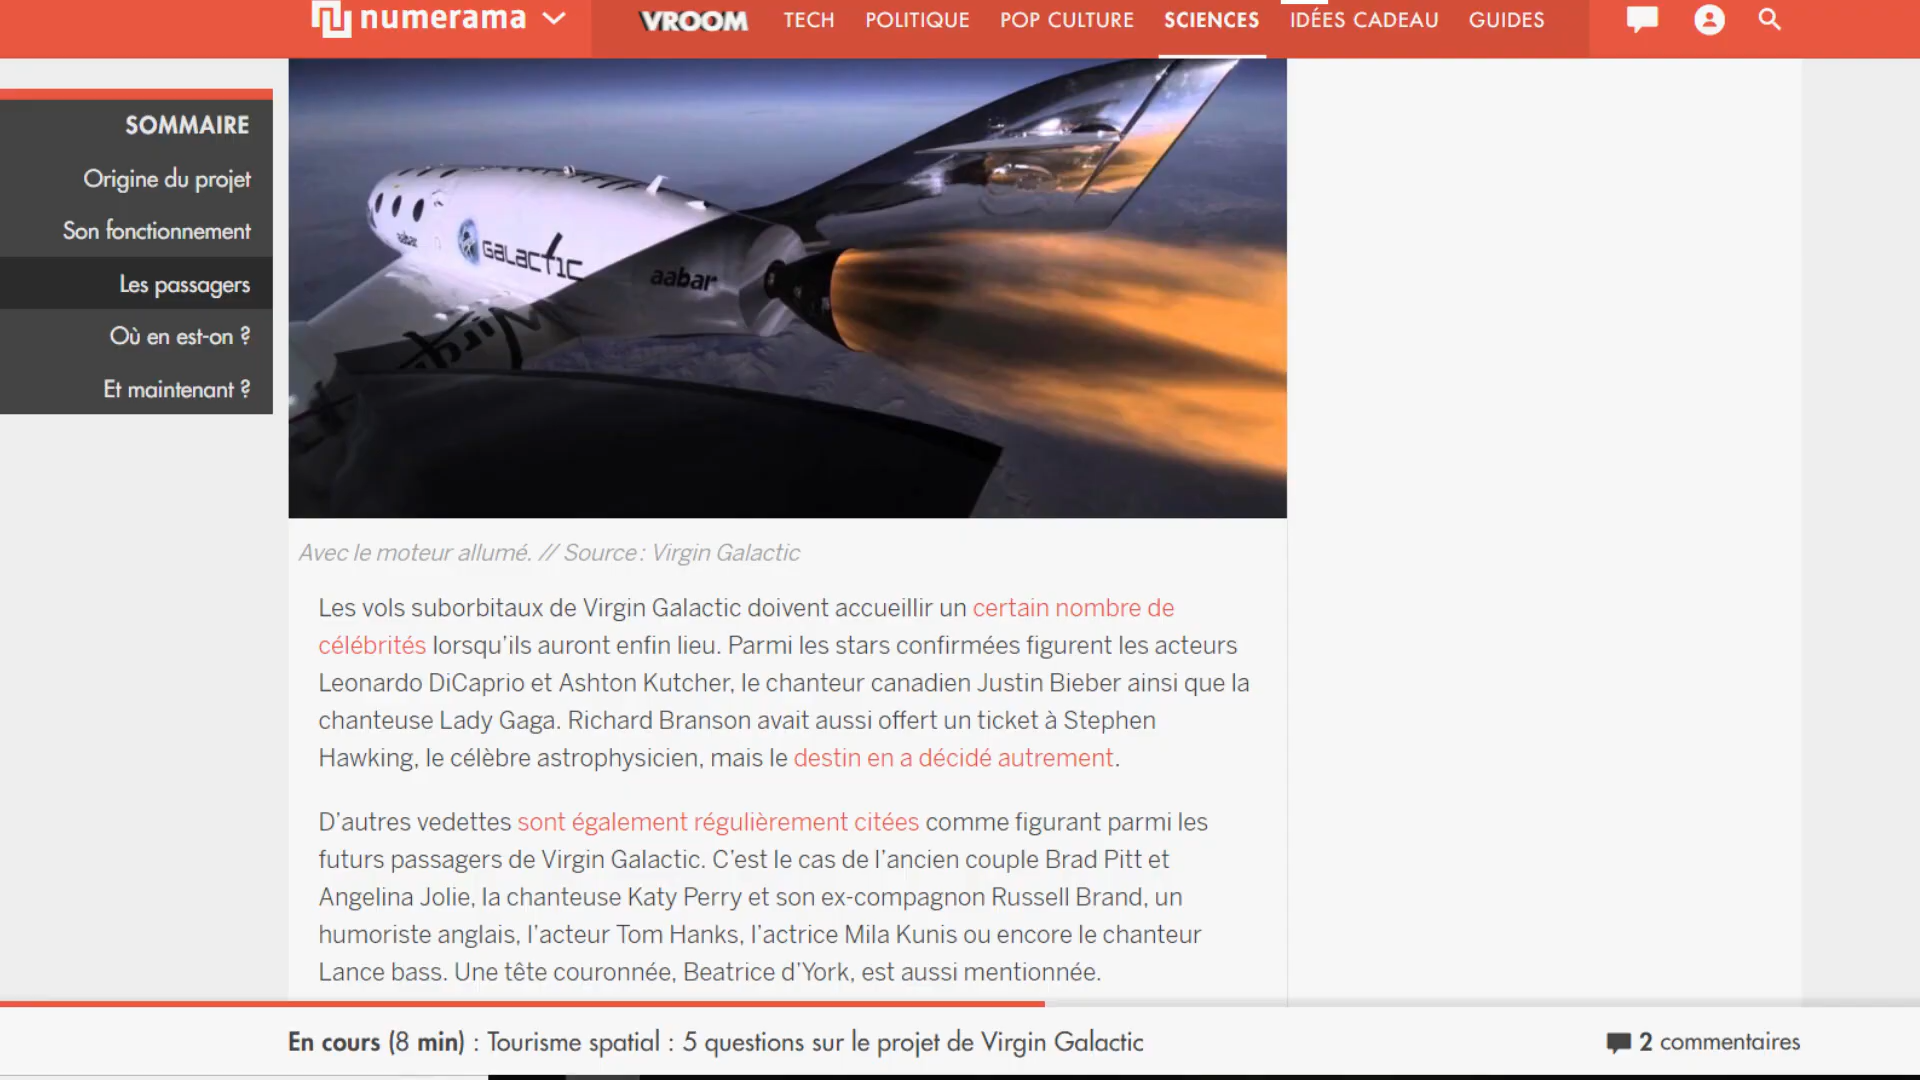 numerama
VROOM
TECH
POLITIQUE
POP CULTURE
SCIENCES
IDÉES CADEAU
GUIDES
SOMMAIRE
Origine du projet
Son fonctionnement
Les passagers
Où en est-on ?
Et maintenant ?
aabar
GALACTIC
aabar
Avec le moteur allumé. // Source : Virgin Galactic
Les vols suborbitaux de Virgin Galactic doivent accueillir un certain nombre de
célébrités lorsqu'ils auront enfin lieu. Parmi les stars confirmées figurent les acteurs
Leonardo DiCaprio et Ashton Kutcher, le chanteur canadien Justin Bieber ainsi que la
chanteuse Lady Gaga. Richard Branson avait aussi offert un ticket à Stephen
Hawking, le célèbre astrophysicien, mais le destin en a décidé autrement.
D'autres vedettes sont également régulièrement citées comme figurant parmi les
futurs passagers de Virgin Galactic. C'est le cas de l'ancien couple Brad Pitt et
Angelina Jolie, la chanteuse Katy Perry et son ex-compagnon Russell Brand, un
humoriste anglais, l'acteur Tom Hanks, l'actrice Mila Kunis ou encore le chanteur
Lance bass. Une tête couronnée, Beatrice d'York, est aussi mentionnée.
En cours (8 min) : Tourisme spatial : 5 questions sur le projet de Virgin Galactic
2 commentaires